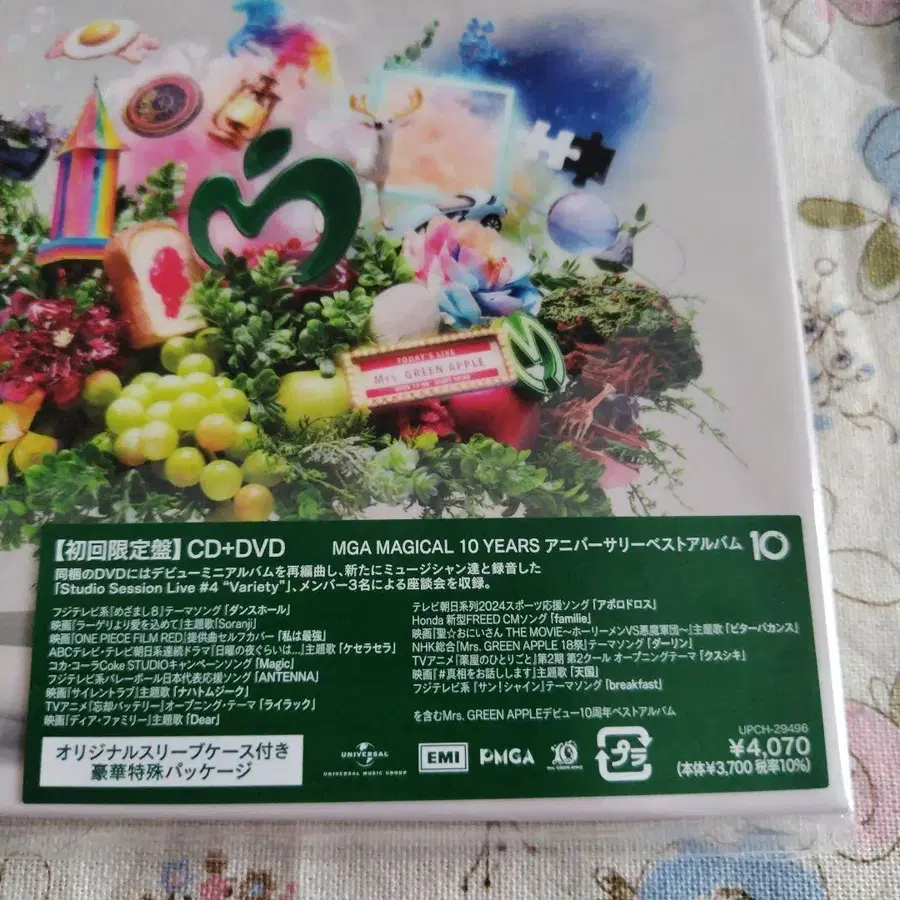 TODAY'S LIVE
Mrs. GREEN APPLE
【初回限定盤】CD+DVD
MGA MAGICAL 10 YEARS アニバーサリーベストアルバム 10
同梱のDVDにはデビューミニアルバムを再編曲し、新たにミュージシャン達と録音した
「Studio Session Live #4 “Variety”」、メンバー3名による座談会を収録。
フジテレビ系『めざまし8』テーマソング「ダンスホール」
映画『ラーゲリより愛を込めて』主題歌「Soranji」
映画『ONE PIECE FILM RED』提供曲セルフカバー「私は最強」
ABCテレビ・テレビ朝日系連続ドラマ『日曜の夜ぐらいは...』主題歌「ケセラセラ」
コカ・コーラCoke STUDIOキャンペーンソング「Magic」
フジテレビ系バレーボール日本代表応援ソング「ANTENNA」
映画『サイレントラブ』主題歌「ナハトムジーク」
TVアニメ『忘却バッテリー』オープニング・テーマ「ライラック」
映画『ディア・ファミリー』主題歌「Dear」
テレビ朝日系列2024スポーツ応援ソング「アポロドロス」
Honda 新型FREED CMソング「familie」
映画『聖☆おにいさん THE MOVIE～ホーリーメンVS悪魔軍団～』主題歌「ビターバカンス」
NHK総合『Mrs. GREEN APPLE 18祭』テーマソング「ダーリン」
TVアニメ『薬屋のひとりごと』第2期 第2クール オープニングテーマ「クスシキ」
映画『#真相をお話しします』主題歌「天国」
フジテレビ系『サン!シャイン』テーマソング「breakfast」
を含むMrs. GREEN APPLEデビュー10周年ベストアルバム
オリジナルスリーブケース付き
豪華特殊パッケージ
UNIVERSAL
UNIVERSAL MUSIC GROUP
EMI
PMGA
10
プラ
UPCH-29496
¥4,070
(本体¥3,700 税率10%)